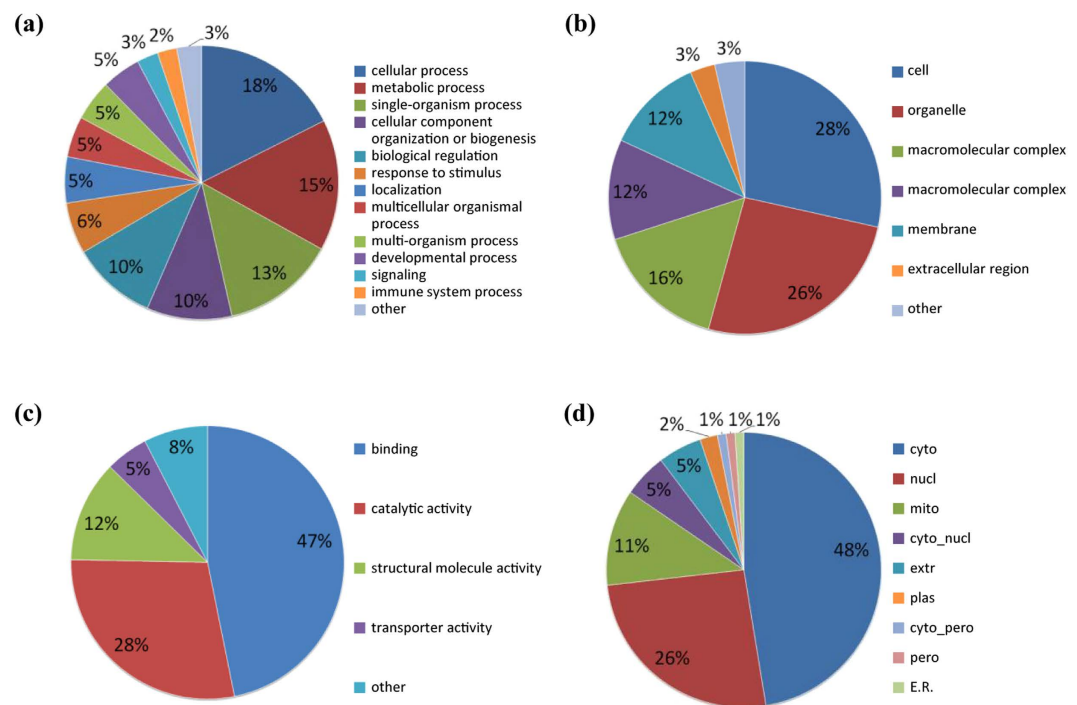 (a)
3%
2%
3%
5%
18%
5%
15%
5%
5%
6%
13%
10%
10%
cellular process
metabolic process
single-organism process
cellular component
organization or biogenesis
biological regulation
response to stimulus
localization
multicellular organismal
process
multi-organism process
developmental process
signaling
immune system process
other
(b)
3%
3%
12%
28%
12%
16%
26%
cell
organelle
macromolecular complex
macromolecular complex
membrane
extracellular region
other
(c)
8%
5%
12%
47%
28%
binding
catalytic activity
structural molecule activity
transporter activity
other
(d)
2%
1%
1%
1%
5%
5%
11%
48%
26%
cyto
nucl
mito
cyto_nucl
extr
plas
cyto_pero
pero
E.R.